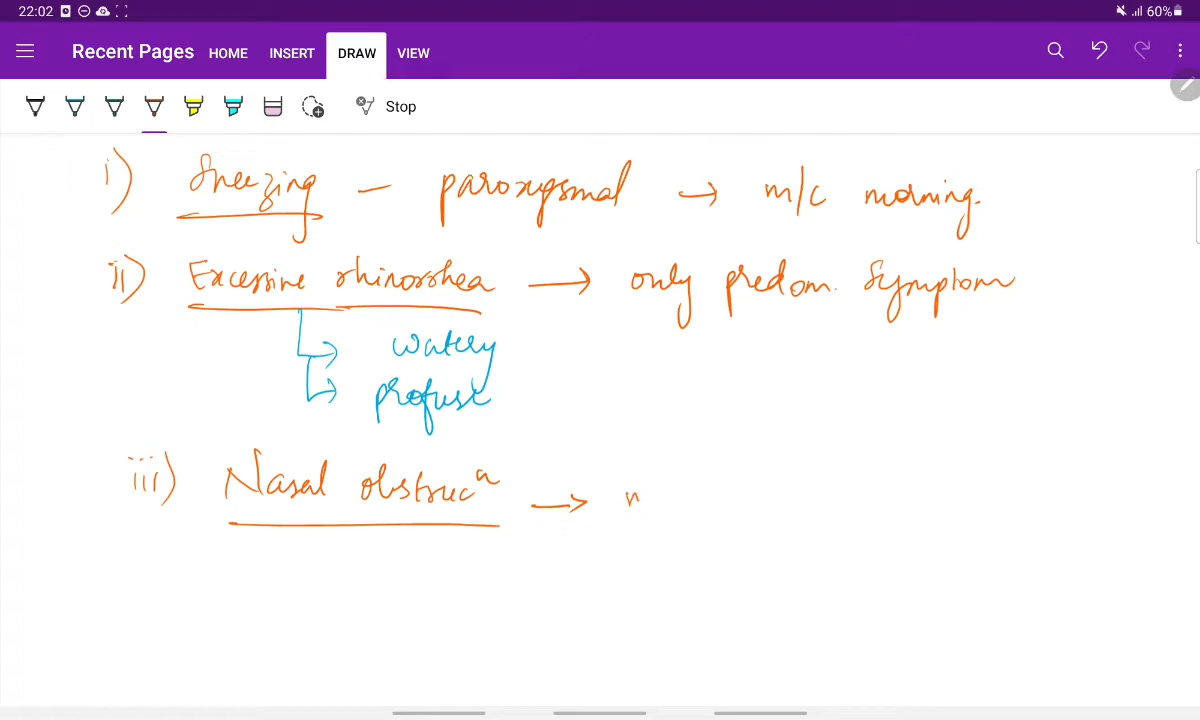 22:02 60%
Recent Pages HOME INSERT DRAW VIEW
Stop
i) Sneezing - paroxysmal → m/c morning.
ii) Excessive rhinorrhea → only predom. symptom
watery
profuse
iii) Nasal obstrucⁿ → n